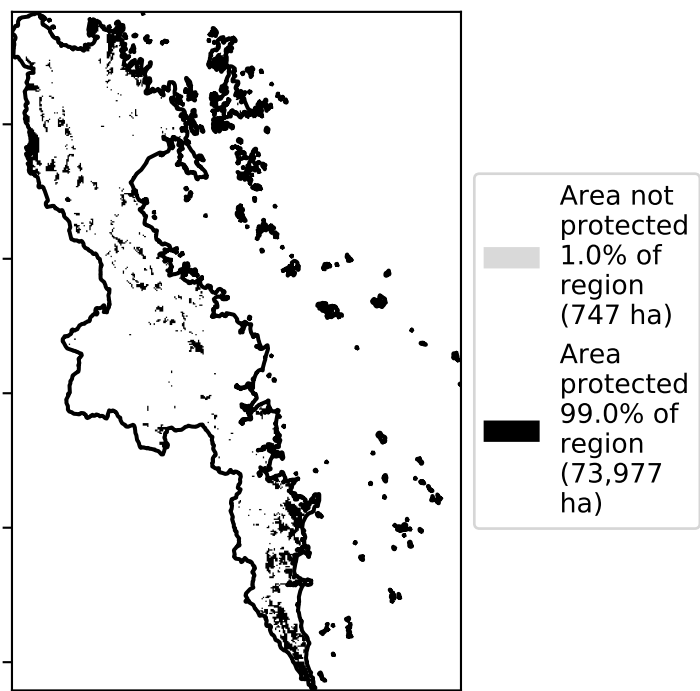 Area not
protected
1.0% of
region
(747 ha)
Area
protected
99.0% of
region
(73,977
ha)